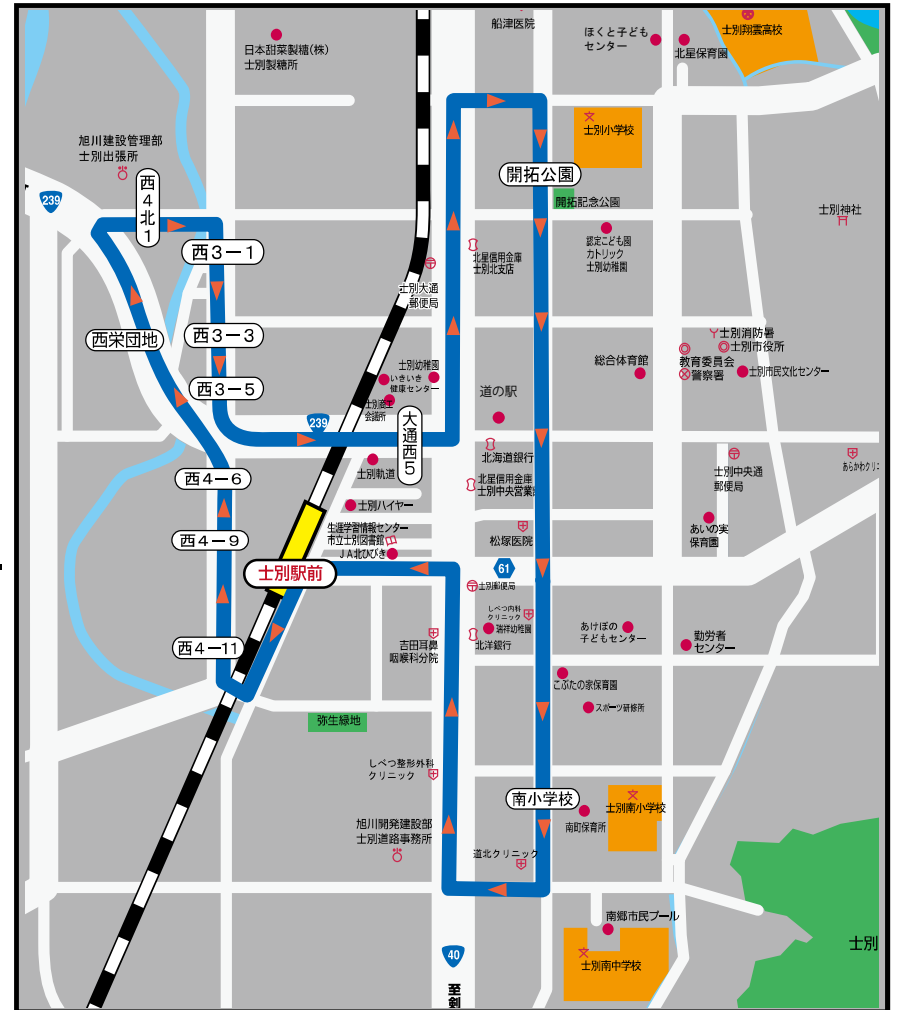 船津医院
ほくと子ども
センター
北星保育園
士別翔雲高校
日本甜菜製糖(株)
士別製糖所
士別小学校
旭川建設管理部
士別出張所
239
西4北1
開拓公園
開拓記念公園
士別神社
西3−1
北星信用金庫
士別北支店
認定こども園
カトリック
士別幼稚園
士別大通
郵便局
西3−3
西栄団地
士別消防署
士別市役所
教育委員会
警察署
士別市民文化センター
総合体育館
士別幼稚園
いきいき
健康センター
西3−5
士別商工
会議所
道の駅
239
大通西5
北海道銀行
士別軌道
士別中央通
郵便局
あらかわクリニ
西4−6
北星信用金庫
士別中央営業
士別ハイヤー
あいの実
保育園
生涯学習情報センター
市立士別図書館
JA北ひびき
西4−9
松塚医院
士別駅前
61
士別郵便局
しべつ内科
クリニック
瑞祥幼稚園
北洋銀行
あけぼの
子どもセンター
勤労者
センター
西4−11
吉田耳鼻
咽喉科分院
こぶたの家保育園
スポーツ研修所
弥生緑地
しべつ整形外科
クリニック
南小学校
士別南小学校
南町保育所
旭川開発建設部
士別道路事務所
道北クリニック
南郷市民プール
士別
40
士別南中学校
至